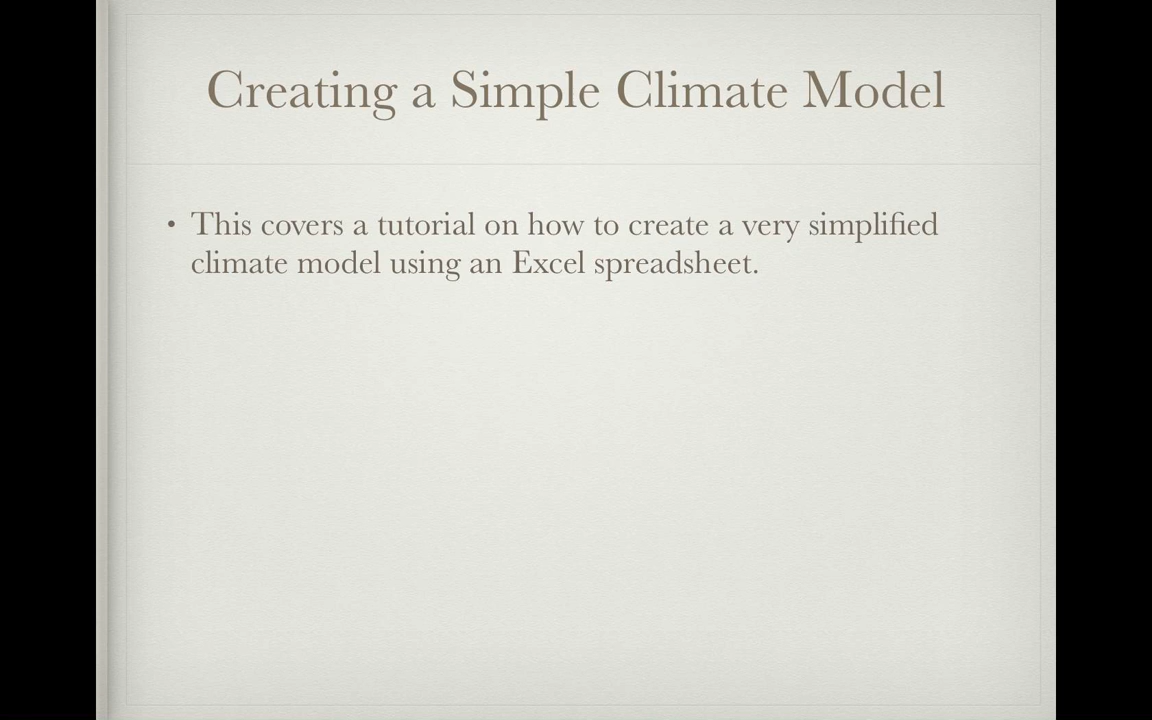 Creating a Simple Climate Model
• This covers a tutorial on how to create a very simplified
climate model using an Excel spreadsheet.